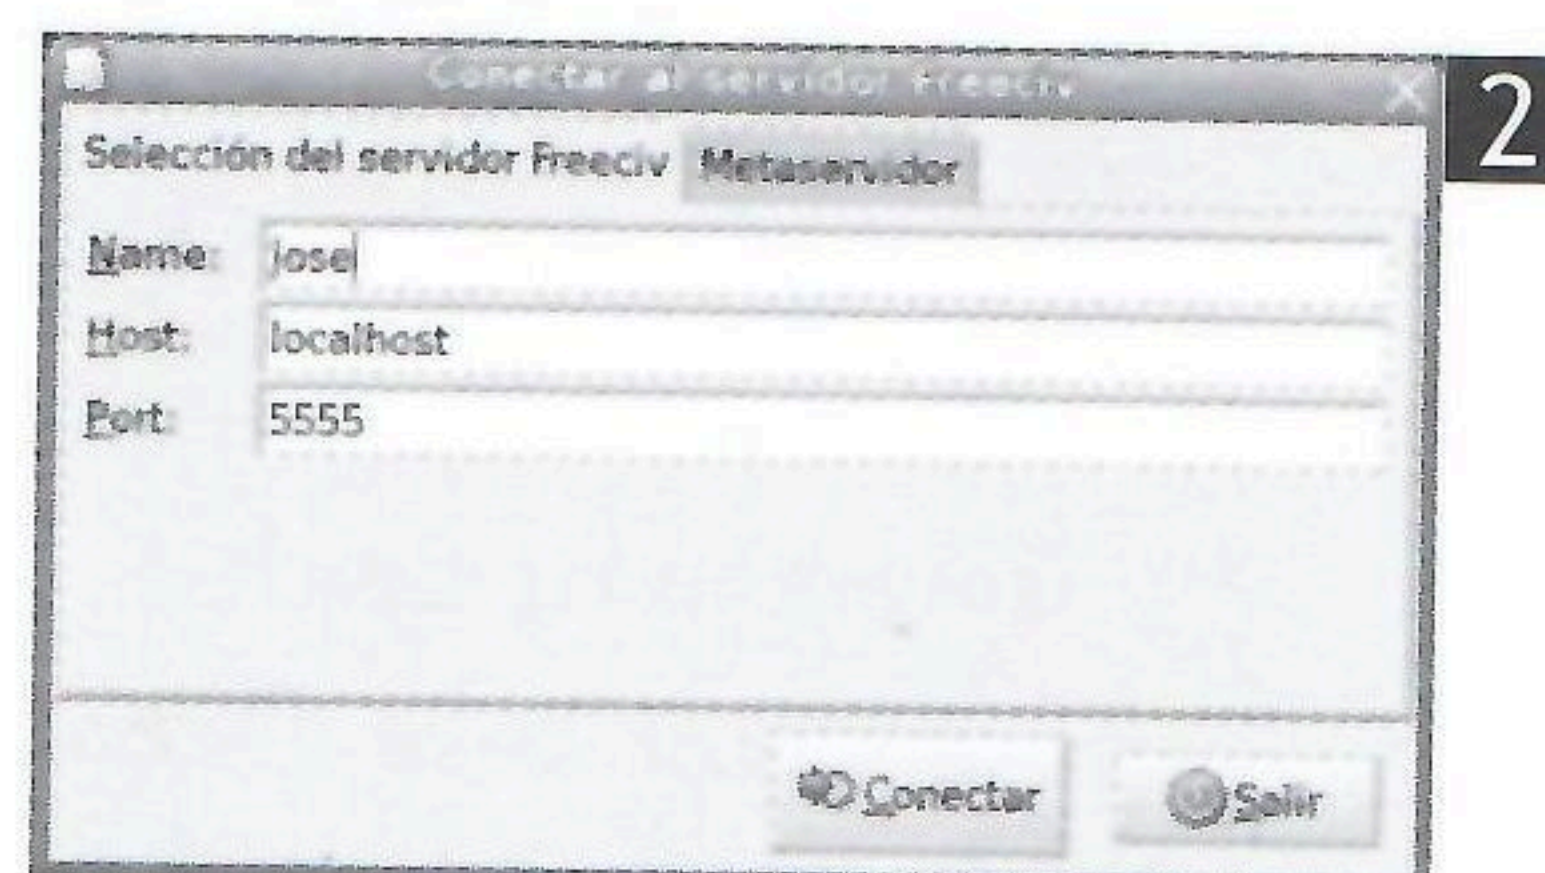 Conectar al servidor Freeciv
2
Selección del servidor Freeciv Metaservidor
Name: jose
Host: localhost
Port: 5555
Conectar Salir